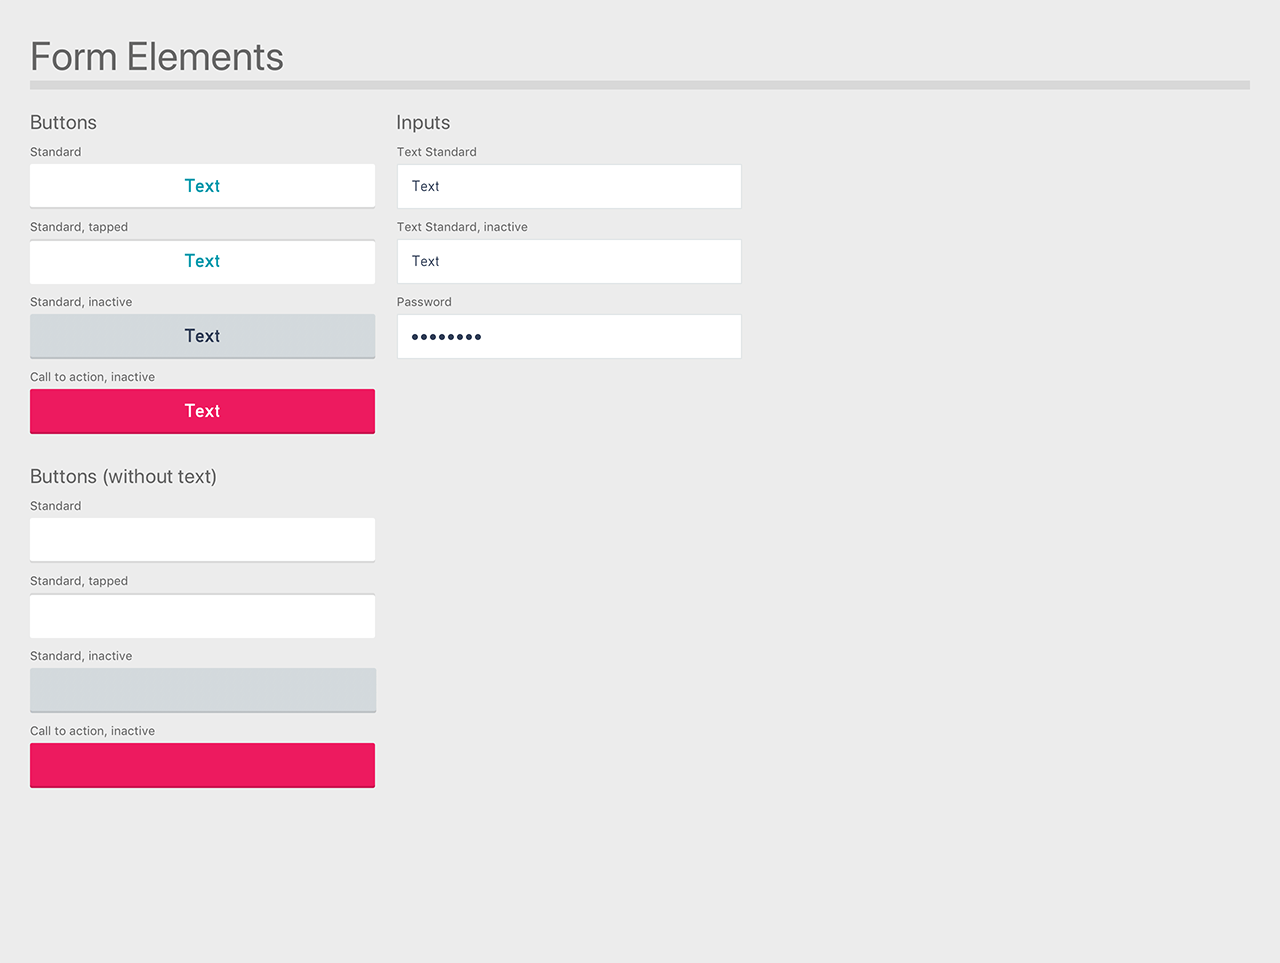 Form Elements
Buttons
Standard
Text
Standard, tapped
Text
Standard, inactive
Text
Call to action, inactive
Text
Buttons (without text)
Standard
Standard, tapped
Standard, inactive
Call to action, inactive
Inputs
Text Standard
Text
Text Standard, inactive
Text
Password
••••••••